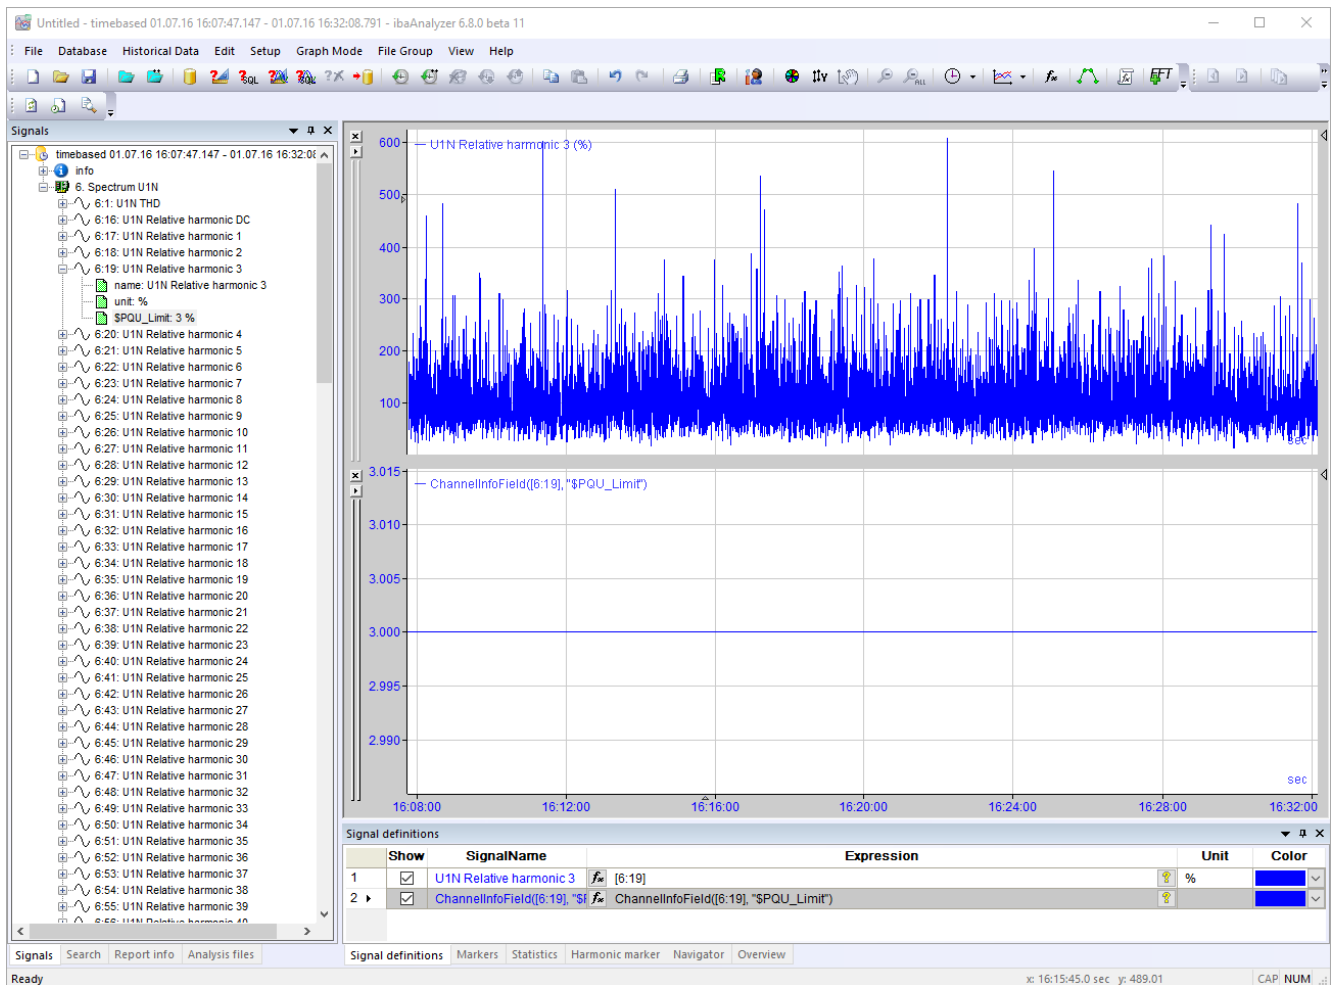 Untitled - timebased 01.07.16 16:07:47.147 - 01.07.16 16:32:08.791 - ibaAnalyzer 6.8.0 beta 11
File Database Historical Data Edit Setup Graph Mode File Group View Help
Signals
timebased 01.07.16 16:07:47.147 - 01.07.16 16:32:08
info
6. Spectrum U1N
6:1: U1N THD
6:16: U1N Relative harmonic DC
6:17: U1N Relative harmonic 1
6:18: U1N Relative harmonic 2
6:19: U1N Relative harmonic 3
name: U1N Relative harmonic 3
unit: %
$PQU_Limit: 3 %
6:20: U1N Relative harmonic 4
6:21: U1N Relative harmonic 5
6:22: U1N Relative harmonic 6
6:23: U1N Relative harmonic 7
6:24: U1N Relative harmonic 8
6:25: U1N Relative harmonic 9
6:26: U1N Relative harmonic 10
6:27: U1N Relative harmonic 11
6:28: U1N Relative harmonic 12
6:29: U1N Relative harmonic 13
6:30: U1N Relative harmonic 14
6:31: U1N Relative harmonic 15
6:32: U1N Relative harmonic 16
6:33: U1N Relative harmonic 17
6:34: U1N Relative harmonic 18
6:35: U1N Relative harmonic 19
6:36: U1N Relative harmonic 20
6:37: U1N Relative harmonic 21
6:38: U1N Relative harmonic 22
6:39: U1N Relative harmonic 23
6:40: U1N Relative harmonic 24
6:41: U1N Relative harmonic 25
6:42: U1N Relative harmonic 26
6:43: U1N Relative harmonic 27
6:44: U1N Relative harmonic 28
6:45: U1N Relative harmonic 29
6:46: U1N Relative harmonic 30
6:47: U1N Relative harmonic 31
6:48: U1N Relative harmonic 32
6:49: U1N Relative harmonic 33
6:50: U1N Relative harmonic 34
6:51: U1N Relative harmonic 35
6:52: U1N Relative harmonic 36
6:53: U1N Relative harmonic 37
6:54: U1N Relative harmonic 38
6:55: U1N Relative harmonic 39
6:56: U1N Relative harmonic 40
Signals Search Report info Analysis files
U1N Relative harmonic 3 (%)
600
500
400
300
200
100
sec
ChannelInfoField([6:19],"$PQU_Limit")
3.015
3.010
3.005
3.000
2.995
2.990
sec
16:08:00 16:12:00 16:16:00 16:20:00 16:24:00 16:28:00 16:32:00
Signal definitions
Show SignalName Expression Unit Color
1 U1N Relative harmonic 3 [6:19] %
2 ChannelInfoField([6:19], "$F ChannelInfoField([6:19], "$PQU_Limit")
Signal definitions Markers Statistics Harmonic marker Navigator Overview
Ready x: 16:15:45.0 sec y: 489.01 CAP NUM